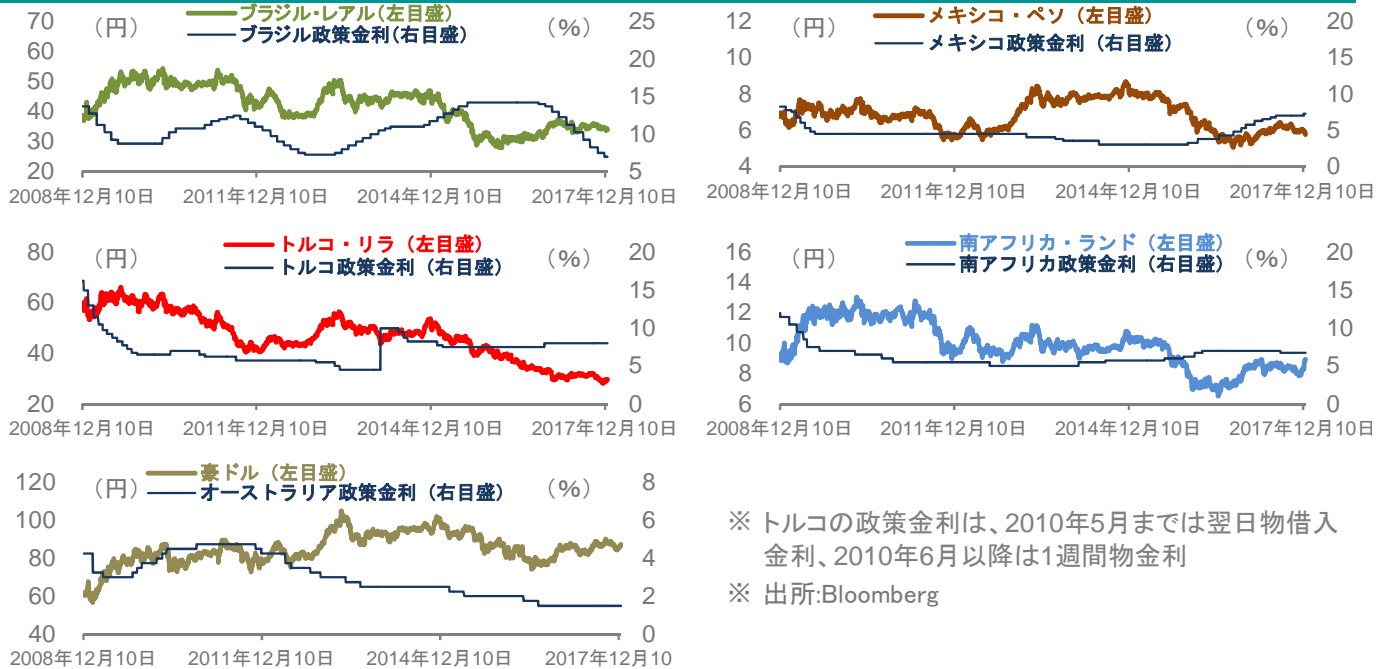 ブラジル・レアル(左目盛)
ブラジル政策金利(右目盛)
(円)
(%)
70
60
50
40
30
20
25
20
15
10
5
2008年12月10日
2011年12月10日
2014年12月10日
2017年12月10日
メキシコ・ペソ(左目盛)
メキシコ政策金利(右目盛)
(円)
(%)
12
10
8
6
4
20
15
10
5
0
2008年12月10日
2011年12月10日
2014年12月10日
2017年12月10日
トルコ・リラ(左目盛)
トルコ政策金利(右目盛)
(円)
(%)
80
60
40
20
20
15
10
5
0
2008年12月10日
2011年12月10日
2014年12月10日
2017年12月10日
南アフリカ・ランド(左目盛)
南アフリカ政策金利(右目盛)
(円)
(%)
16
14
12
10
8
6
20
15
10
5
0
2008年12月10日
2011年12月10日
2014年12月10日
2017年12月10日
豪ドル(左目盛)
オーストラリア政策金利(右目盛)
(円)
(%)
120
100
80
60
40
8
6
4
2
0
2008年12月10日
2011年12月10日
2014年12月10日
2017年12月10
※ トルコの政策金利は、2010年5月までは翌日物借入
金利、2010年6月以降は1週間物金利
※ 出所:Bloomberg